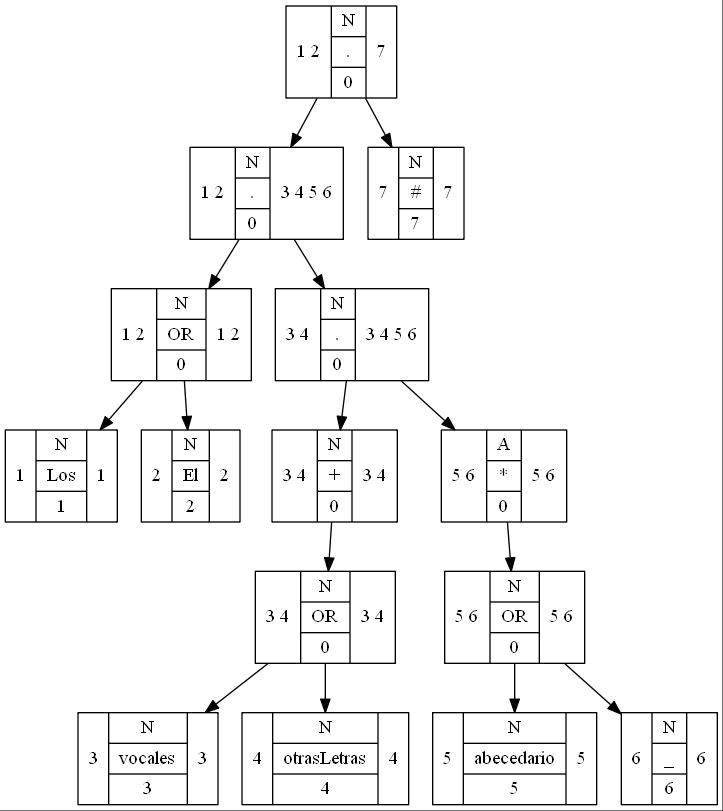 N
1 2 . 7
0
N N
1 2 . 3 4 5 6 7 # 7
0 7
N N
1 2 OR 1 2 3 4 . 3 4 5 6
0 0
N N N A
1 Los 1 2 El 2 3 4 + 3 4 5 6 * 5 6
1 2 0 0
N N
3 4 OR 3 4 5 6 OR 5 6
0 0
N N N N
3 vocales 3 4 otrasLetras 4 5 abecedario 5 6 _ 6
3 4 5 6